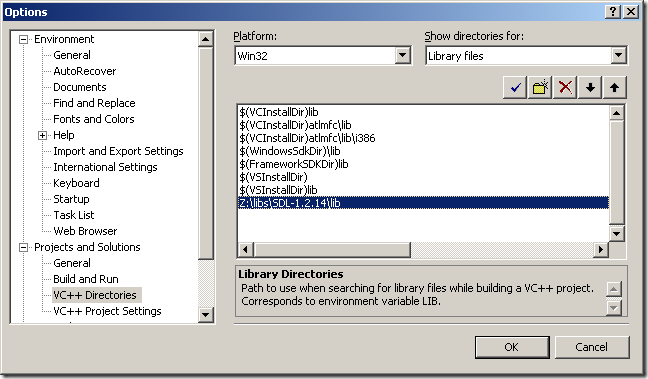 Options
Environment
General
AutoRecover
Documents
Find and Replace
Fonts and Colors
Help
Import and Export Settings
International Settings
Keyboard
Startup
Task List
Web Browser
Projects and Solutions
General
Build and Run
VC++ Directories
VC++ Project Settings
Platform:
Win32
Show directories for:
Library files
$(VCInstallDir)lib
$(VCInstallDir)atlmfc\lib
$(VCInstallDir)atlmfc\lib\i386
$(WindowsSdkDir)\lib
$(FrameworkSDKDir)lib
$(VSInstallDir)
$(VSInstallDir)lib
Z:\libs\SDL-1.2.14\lib
Library Directories
Path to use when searching for library files while building a VC++ project.
Corresponds to environment variable LIB.
OK
Cancel